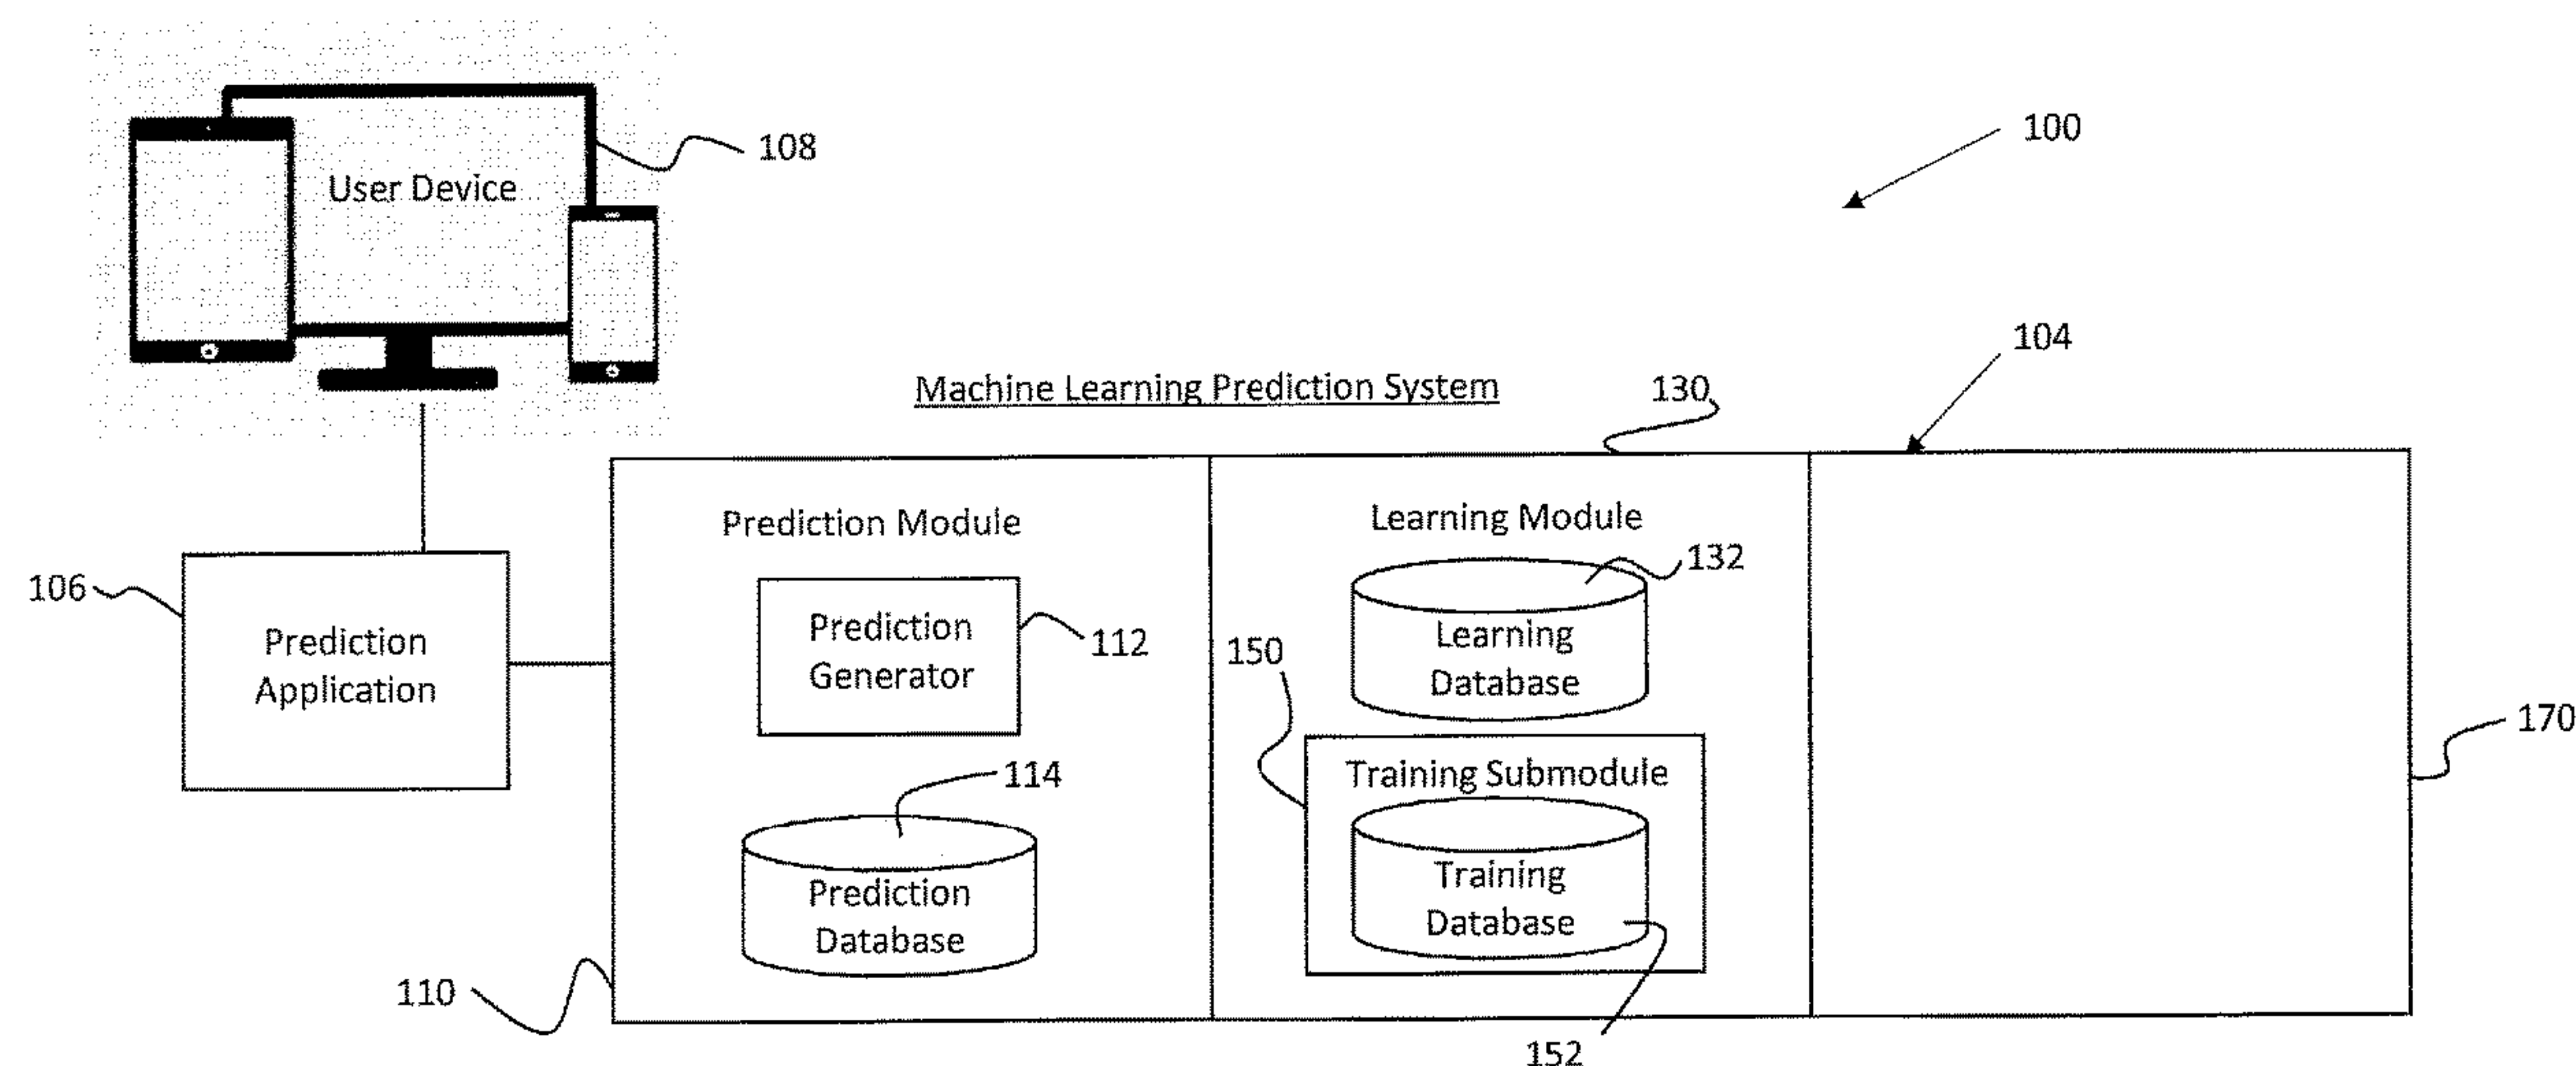 100
108
User Device
104
Machine Learning Prediction System
130
Prediction Module
Learning Module
132
106
Prediction
Application
Prediction
Generator
112
Learning
Database
150
170
114
Training Submodule
Prediction
Database
Training
Database
110
152